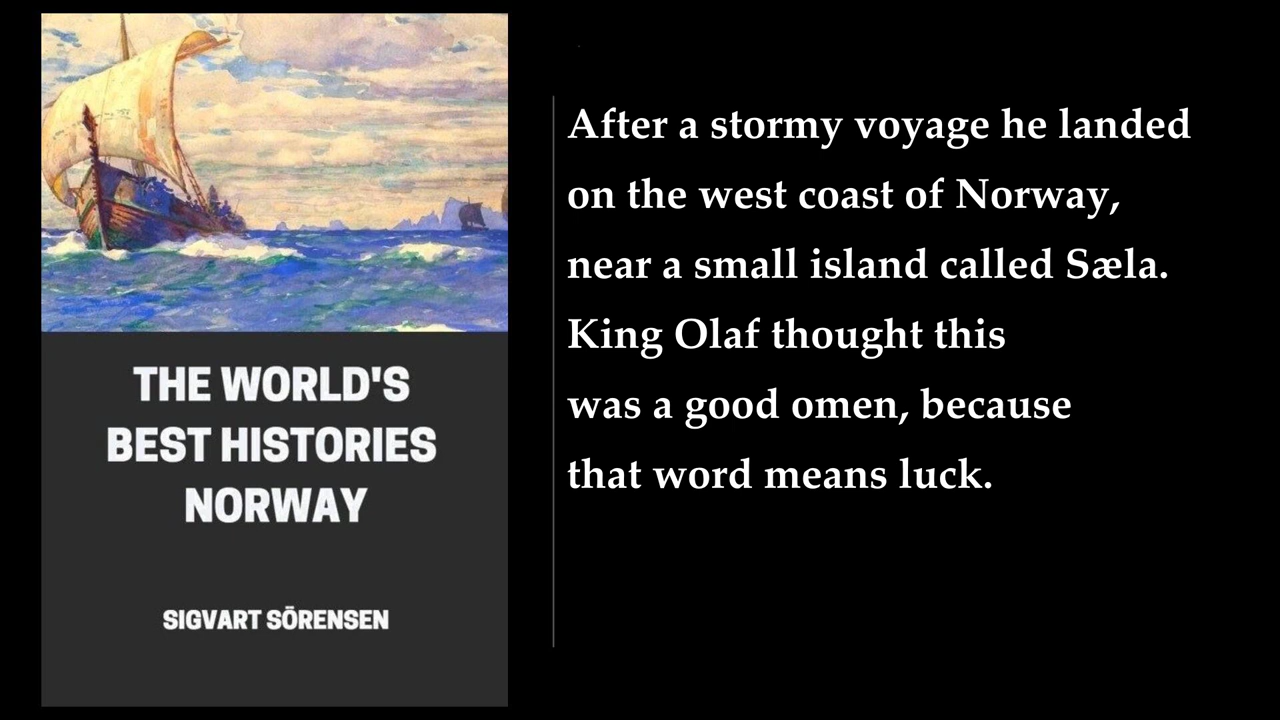 THE WORLD'S
BEST HISTORIES
NORWAY
SIGVART SÖRENSEN
After a stormy voyage he landed
on the west coast of Norway,
near a small island called Sæla.
King Olaf thought this
was a good omen, because
that word means luck.